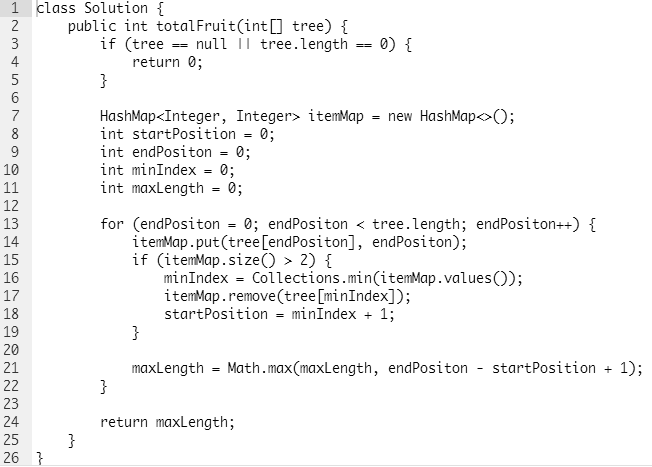 1 class Solution {
2     public int totalFruit(int[] tree) {
3         if (tree == null || tree.length == 0) {
4             return 0;
5         }
6
7         HashMap<Integer, Integer> itemMap = new HashMap<>();
8         int startPosition = 0;
9         int endPositon = 0;
10         int minIndex = 0;
11         int maxLength = 0;
12
13         for (endPositon = 0; endPositon < tree.length; endPositon++) {
14             itemMap.put(tree[endPositon], endPositon);
15             if (itemMap.size() > 2) {
16                 minIndex = Collections.min(itemMap.values());
17                 itemMap.remove(tree[minIndex]);
18                 startPosition = minIndex + 1;
19             }
20
21             maxLength = Math.max(maxLength, endPositon - startPosition + 1);
22         }
23
24         return maxLength;
25     }
26 }